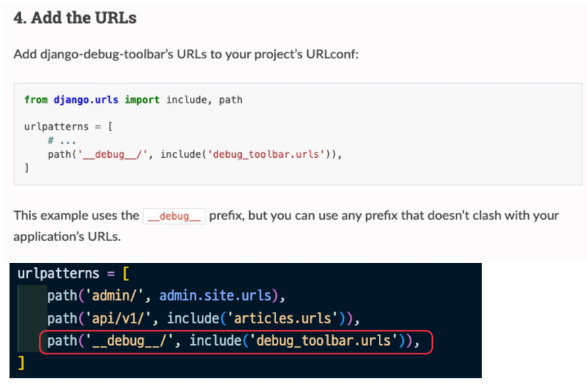 4. Add the URLs
Add django-debug-toolbar’s URLs to your project’s URLconf:
from django.urls import include, path
urlpatterns = [
    # ...
    path('__debug__/', include('debug_toolbar.urls')),
]
This example uses the __debug__ prefix, but you can use any prefix that doesn’t clash with your
application’s URLs.
urlpatterns = [
    path('admin/', admin.site.urls),
    path('api/v1/', include('articles.urls')),
    path('__debug__/', include('debug_toolbar.urls')),
]